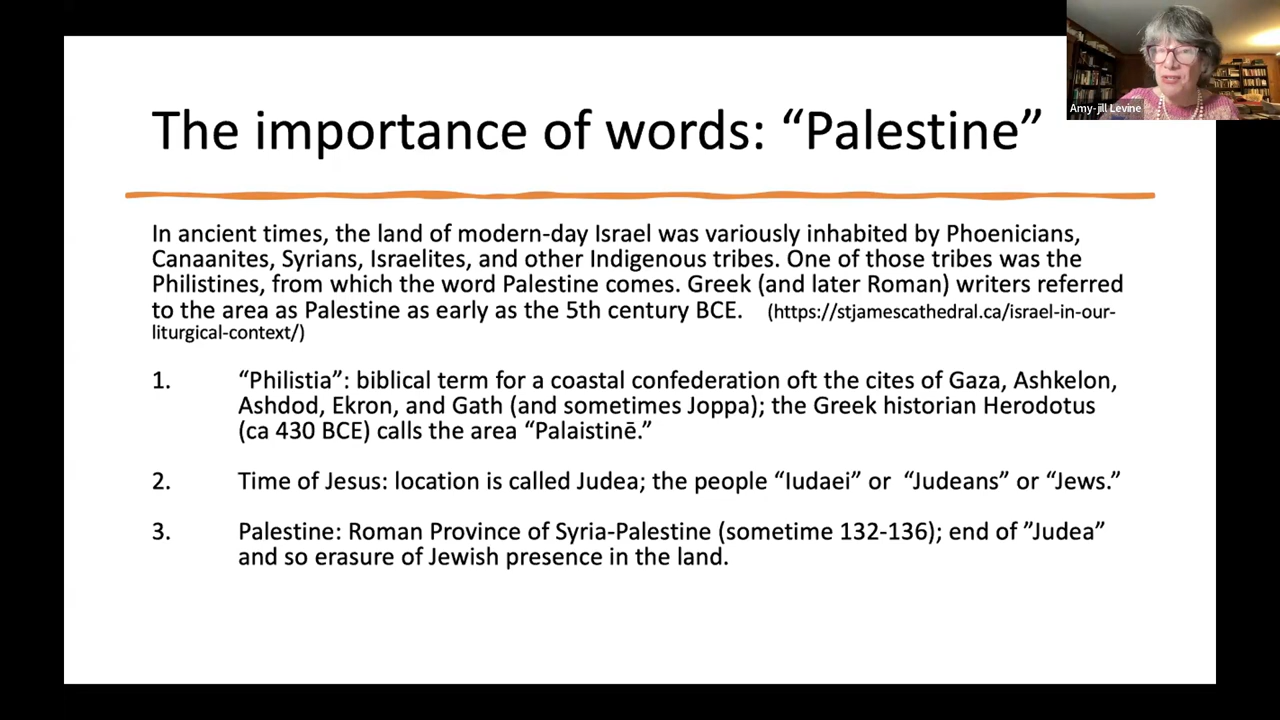 Amy-jill Levine
The importance of words: “Palestine”
In ancient times, the land of modern-day Israel was variously inhabited by Phoenicians,
Canaanites, Syrians, Israelites, and other Indigenous tribes. One of those tribes was the
Philistines, from which the word Palestine comes. Greek (and later Roman) writers referred
to the area as Palestine as early as the 5th century BCE. (https://stjamescathedral.ca/israel-in-our-
liturgical-context/)
1. “Philistia”: biblical term for a coastal confederation oft the cites of Gaza, Ashkelon,
Ashdod, Ekron, and Gath (and sometimes Joppa); the Greek historian Herodotus
(ca 430 BCE) calls the area “Palaistinē.”
2. Time of Jesus: location is called Judea; the people “Iudaei” or “Judeans” or “Jews.”
3. Palestine: Roman Province of Syria-Palestine (sometime 132-136); end of ”Judea”
and so erasure of Jewish presence in the land.